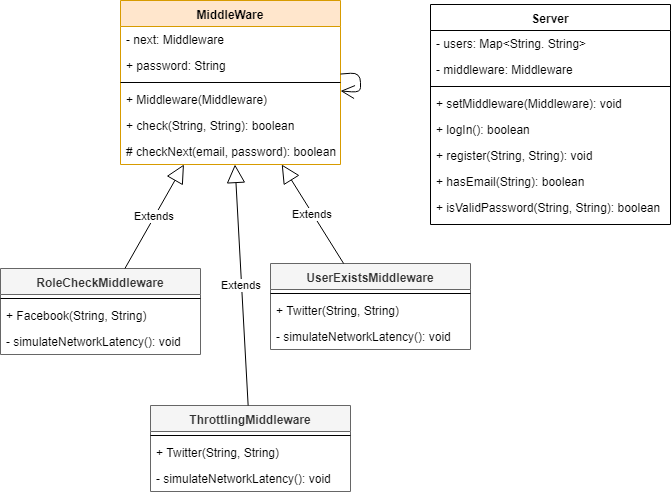 MiddleWare
- next: Middleware
+ password: String
+ Middleware(Middleware)
+ check(String, String): boolean
# checkNext(email, password): boolean
Server
- users: Map<String. String>
- middleware: Middleware
+ setMiddleware(Middleware): void
+ logIn(): boolean
+ register(String, String): void
+ hasEmail(String): boolean
+ isValidPassword(String, String): boolean
Extends
Extends
Extends
RoleCheckMiddleware
+ Facebook(String, String)
- simulateNetworkLatency(): void
UserExistsMiddleware
+ Twitter(String, String)
- simulateNetworkLatency(): void
ThrottlingMiddleware
+ Twitter(String, String)
- simulateNetworkLatency(): void